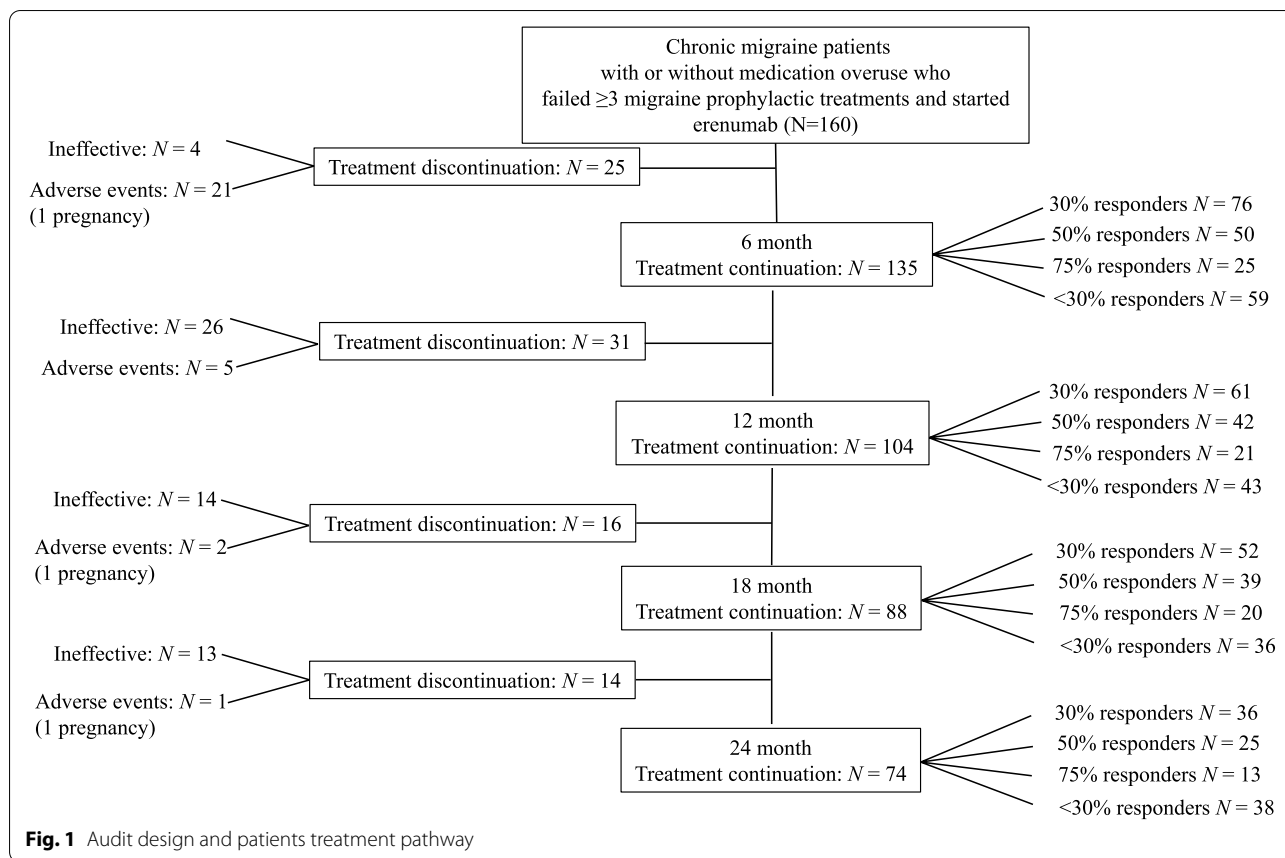 Chronic migraine patients
with or without medication overuse who
failed ≥3 migraine prophylactic treatments and started
erenumab (N=160)
Ineffective: N = 4
Adverse events: N = 21
(1 pregnancy)
Treatment discontinuation: N = 25
6 month
Treatment continuation: N = 135
30% responders N = 76
50% responders N = 50
75% responders N = 25
<30% responders N = 59
Ineffective: N = 26
Adverse events: N = 5
Treatment discontinuation: N = 31
12 month
Treatment continuation: N = 104
30% responders N = 61
50% responders N = 42
75% responders N = 21
<30% responders N = 43
Ineffective: N = 14
Adverse events: N = 2
(1 pregnancy)
Treatment discontinuation: N = 16
18 month
Treatment continuation: N = 88
30% responders N = 52
50% responders N = 39
75% responders N = 20
<30% responders N = 36
Ineffective: N = 13
Adverse events: N = 1
(1 pregnancy)
Treatment discontinuation: N = 14
24 month
Treatment continuation: N = 74
30% responders N = 36
50% responders N = 25
75% responders N = 13
<30% responders N = 38
Fig. 1 Audit design and patients treatment pathway